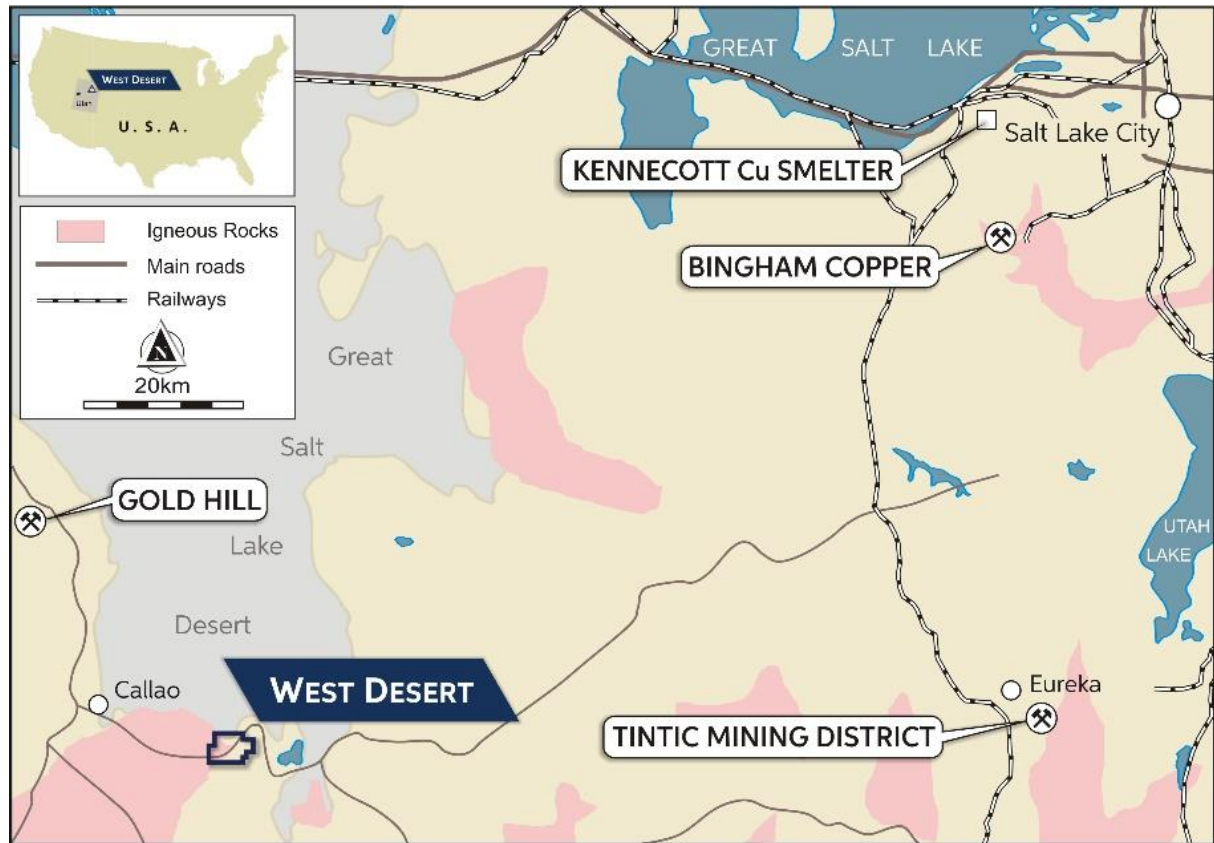 WEST DESERT
Utah
U. S. A.
Igneous Rocks
Main roads
Railways
N
20km
GREAT SALT LAKE
Salt Lake City
KENNECOTT Cu SMELTER
BINGHAM COPPER
Great
Salt
Lake
Desert
GOLD HILL
UTAH
LAKE
Callao
WEST DESERT
Eureka
TINTIC MINING DISTRICT